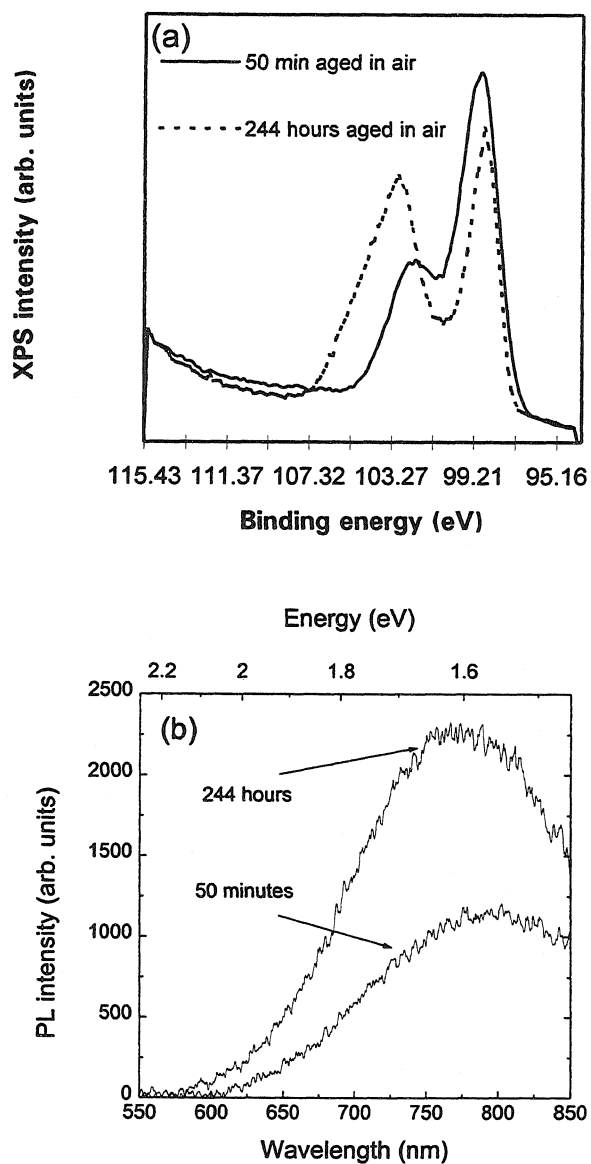 (a)
50 min aged in air
244 hours aged in air
XPS intensity (arb. units)
115.43 111.37 107.32 103.27 99.21 95.16
Binding energy (eV)
Energy (eV)
2.2 2 1.8 1.6
2500
(b)
2000
244 hours
1500
50 minutes
1000
500
0
PL intensity (arb. units)
550 600 650 700 750 800 850
Wavelength (nm)